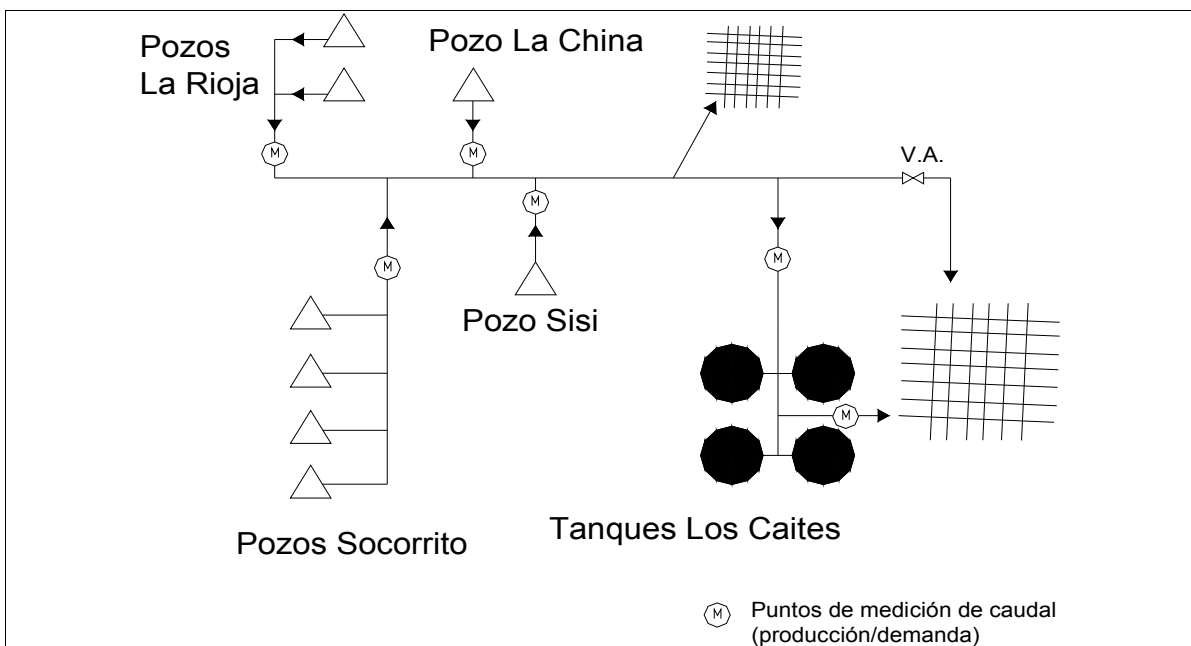 Pozos
La Rioja
Pozo La China
V.A.
M
M
M
M
M
Pozo Sisi
M
Pozos Socorrito
Tanques Los Caites
M
Puntos de medición de caudal
(producción/demanda)